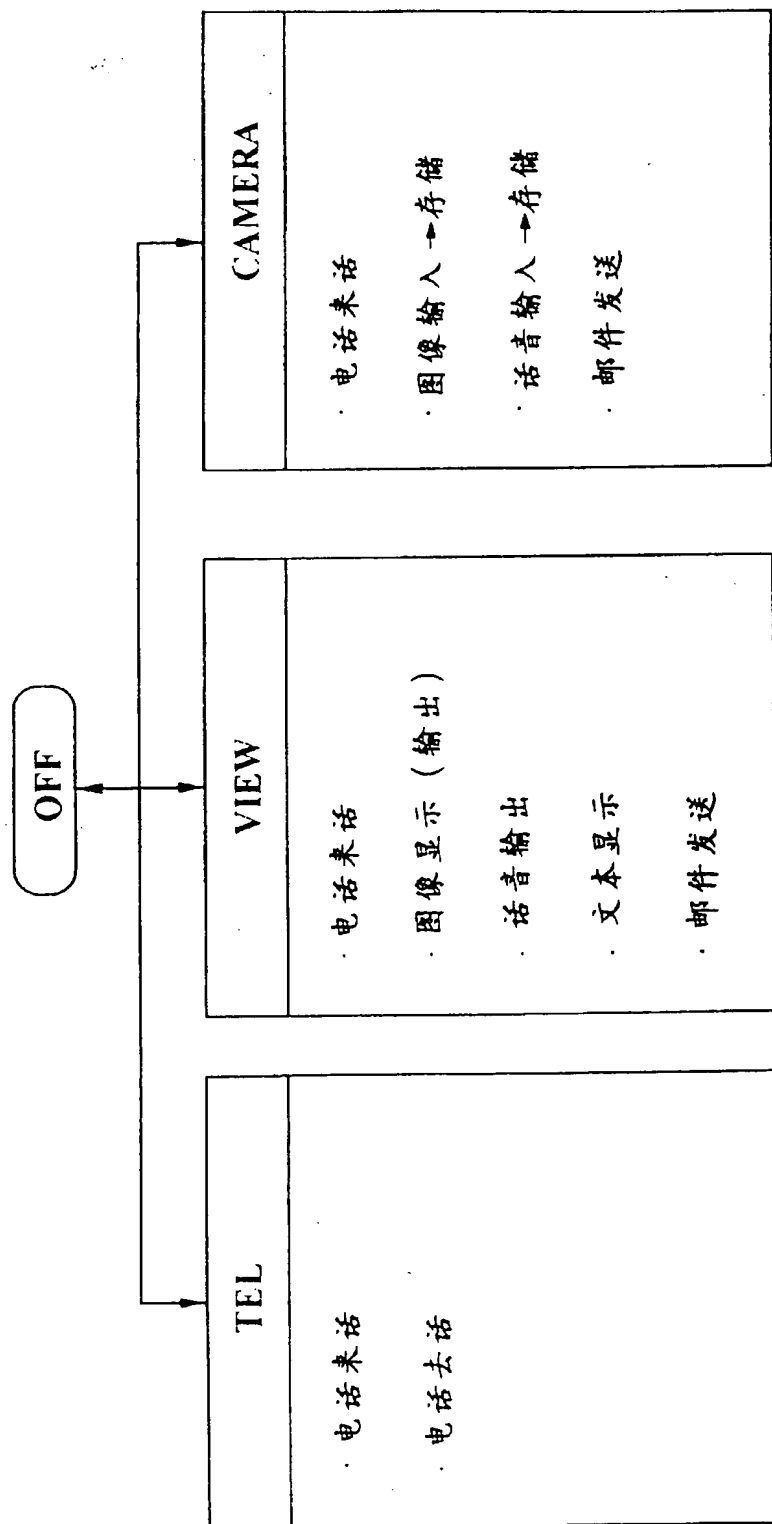 OFF
TEL
· 电话来话
· 电话去话
VIEW
· 电话来话
· 图像显示 (输出)
· 话音输出
· 文本显示
· 邮件发送
CAMERA
· 电话来话
· 图像输入 → 存储
· 话音输入 → 存储
· 邮件发送